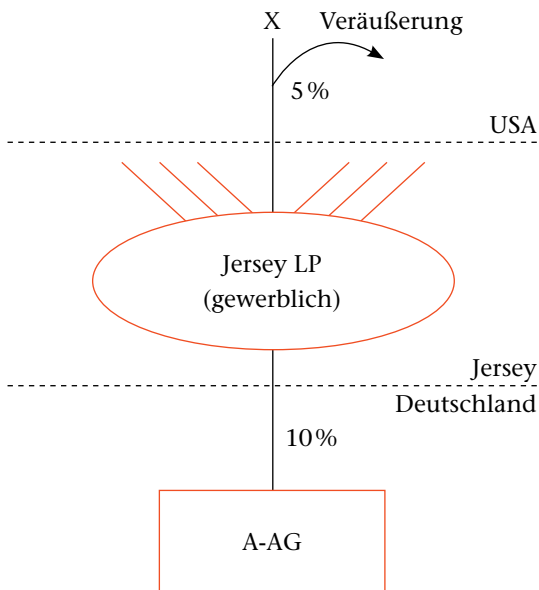 X Veräußerung
5 %
USA
Jersey LP
(gewerblich)
Jersey
Deutschland
10 %
A-AG